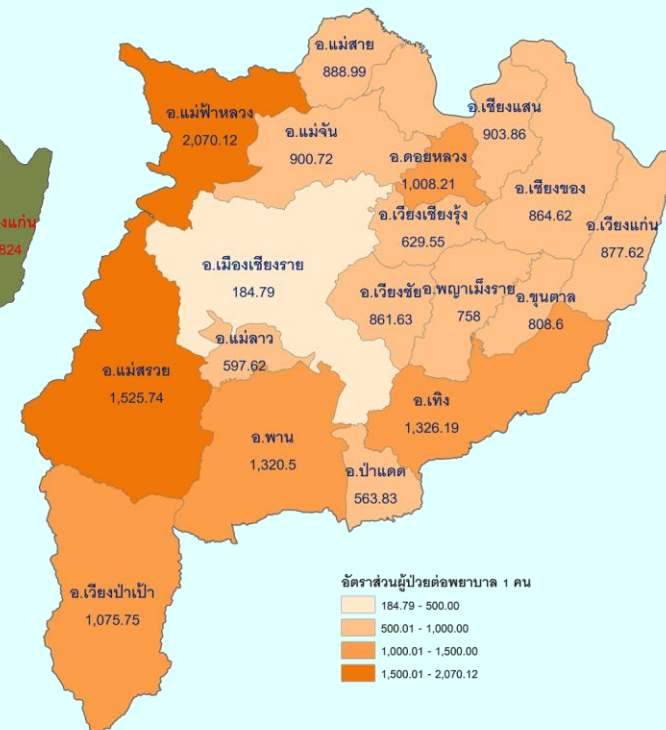 อ.แม่สาย
888.99
อ.แม่ฟ้าหลวง
2,070.12
อ.เชียงแสน
903.86
อ.แม่จัน
900.72
อ.ดอยหลวง
1,008.21
อ.เชียงของ
864.62
อ.เวียงเชียงรุ้ง
629.55
อ.เวียงแก่น
877.62
งแก่น
824
อ.เมืองเชียงราย
184.79
อ.เวียงชัย
861.63
อ.พญาเม็งราย
758
อ.ขุนตาล
808.6
อ.แม่ลาว
597.62
อ.แม่สรวย
1,525.74
อ.เทิง
1,326.19
อ.พาน
1,320.5
อ.ป่าแดด
563.83
อ.เวียงป่าเป้า
1,075.75
อัตราส่วนผู้ป่วยต่อพยาบาล 1 คน
184.79 - 500.00
500.01 - 1,000.00
1,000.01 - 1,500.00
1,500.01 - 2,070.12